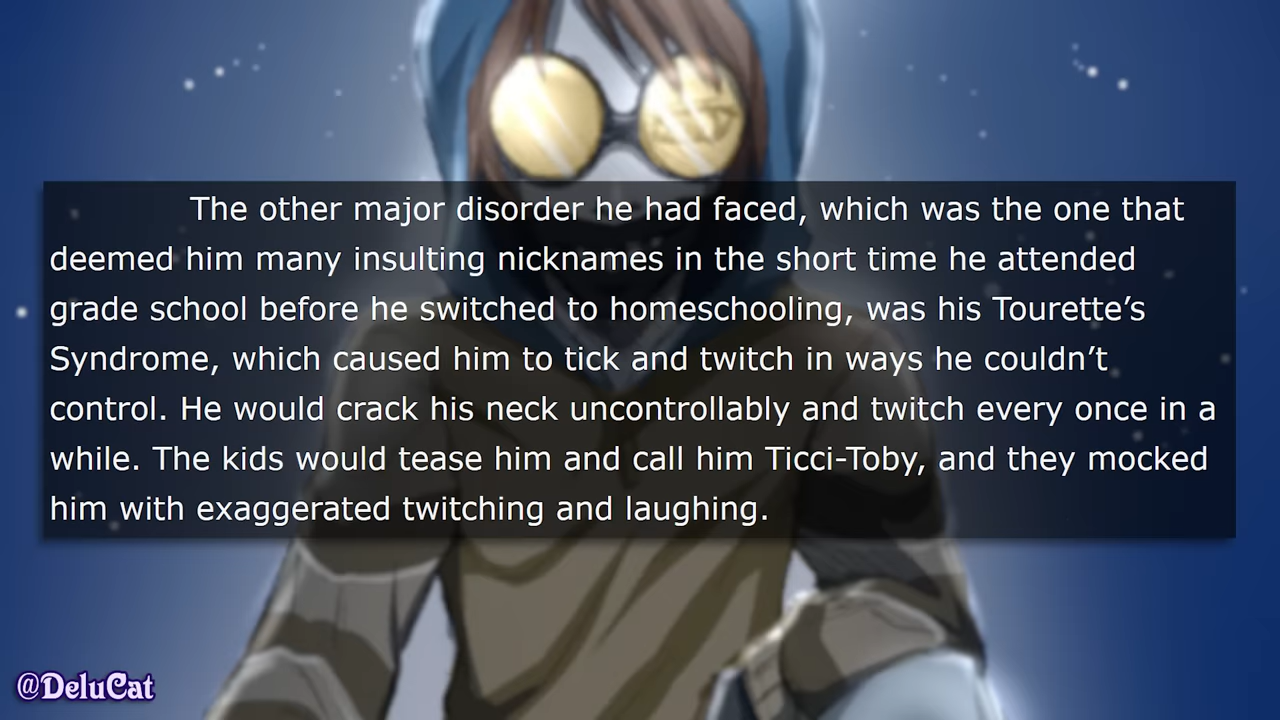 The other major disorder he had faced, which was the one that
deemed him many insulting nicknames in the short time he attended
grade school before he switched to homeschooling, was his Tourette’s
Syndrome, which caused him to tick and twitch in ways he couldn’t
control. He would crack his neck uncontrollably and twitch every once in a
while. The kids would tease him and call him Ticci-Toby, and they mocked
him with exaggerated twitching and laughing.
@DeluCat